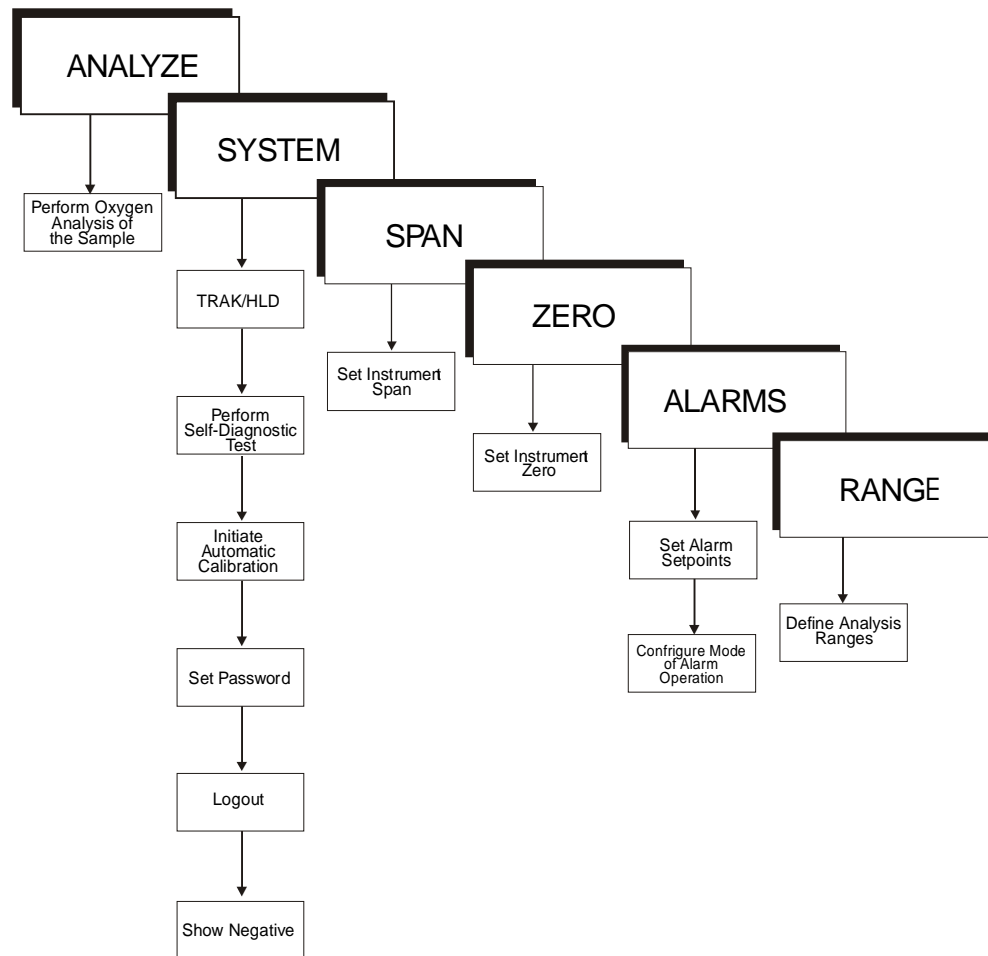 ANALYZE
SYSTEM
SPAN
ZERO
ALARMS
RANGE
Perform Oxygen
Analysis of
the Sample
TRAK/HLD
Perform
Self-Diagnostic
Test
Initiate
Automatic
Calibration
Set Password
Logout
Show Negative
Set Instrument
Span
Set Instrument
Zero
Set Alarm
Setpoints
Confrigure Mode
of Alarm
Operation
Define Analysis
Ranges